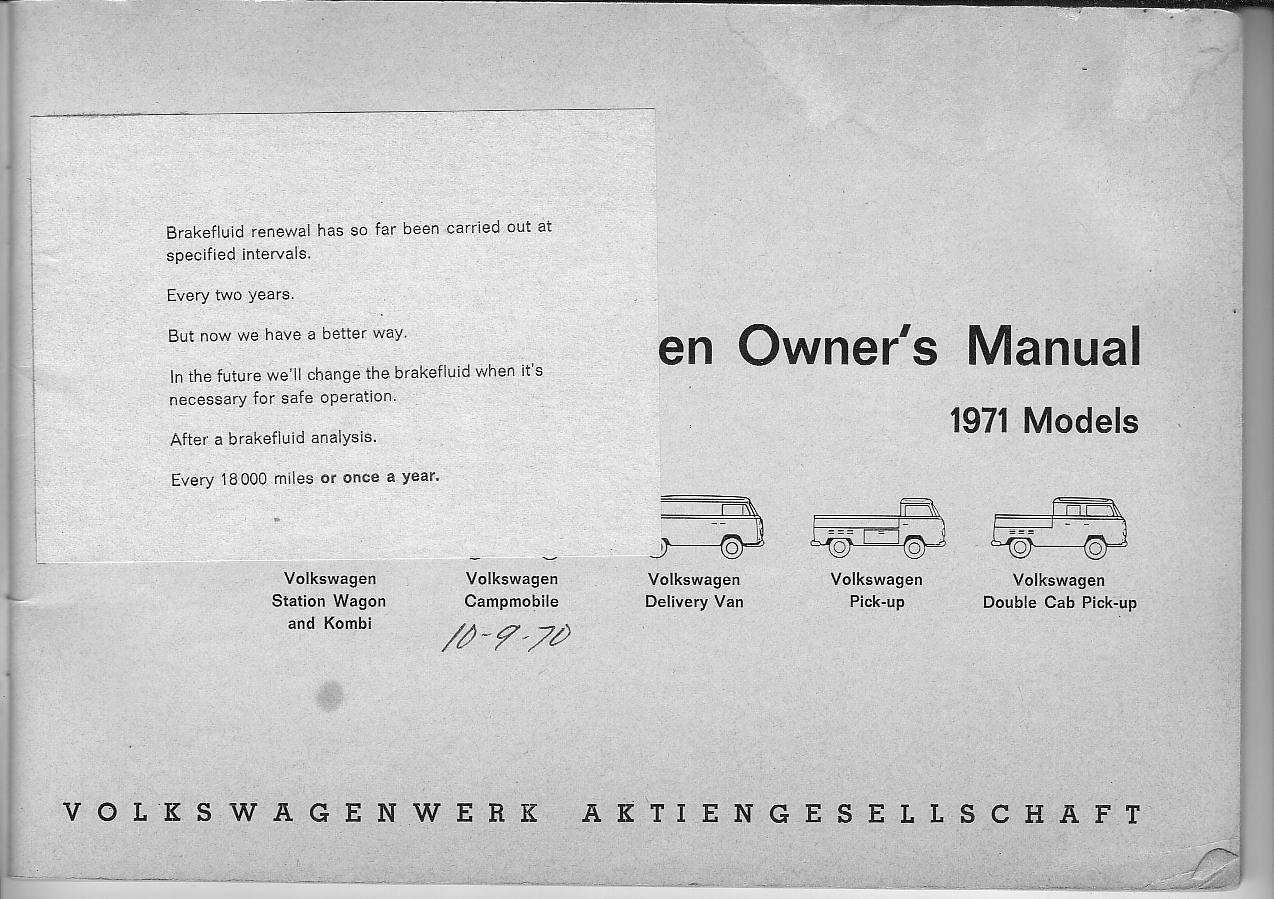 Brakefluid renewal has so far been carried out at
specified intervals.
Every two years.
But now we have a better way.
In the future we'll change the brakefluid when it's
necessary for safe operation.
After a brakefluid analysis.
Every 18 000 miles or once a year.
en Owner's Manual
1971 Models
Volkswagen
Station Wagon
and Kombi
Volkswagen
Campmobile
10-9-70
Volkswagen
Delivery Van
Volkswagen
Pick-up
Volkswagen
Double Cab Pick-up
VOLKSWAGENWERK AKTIENGESELLSCHAFT